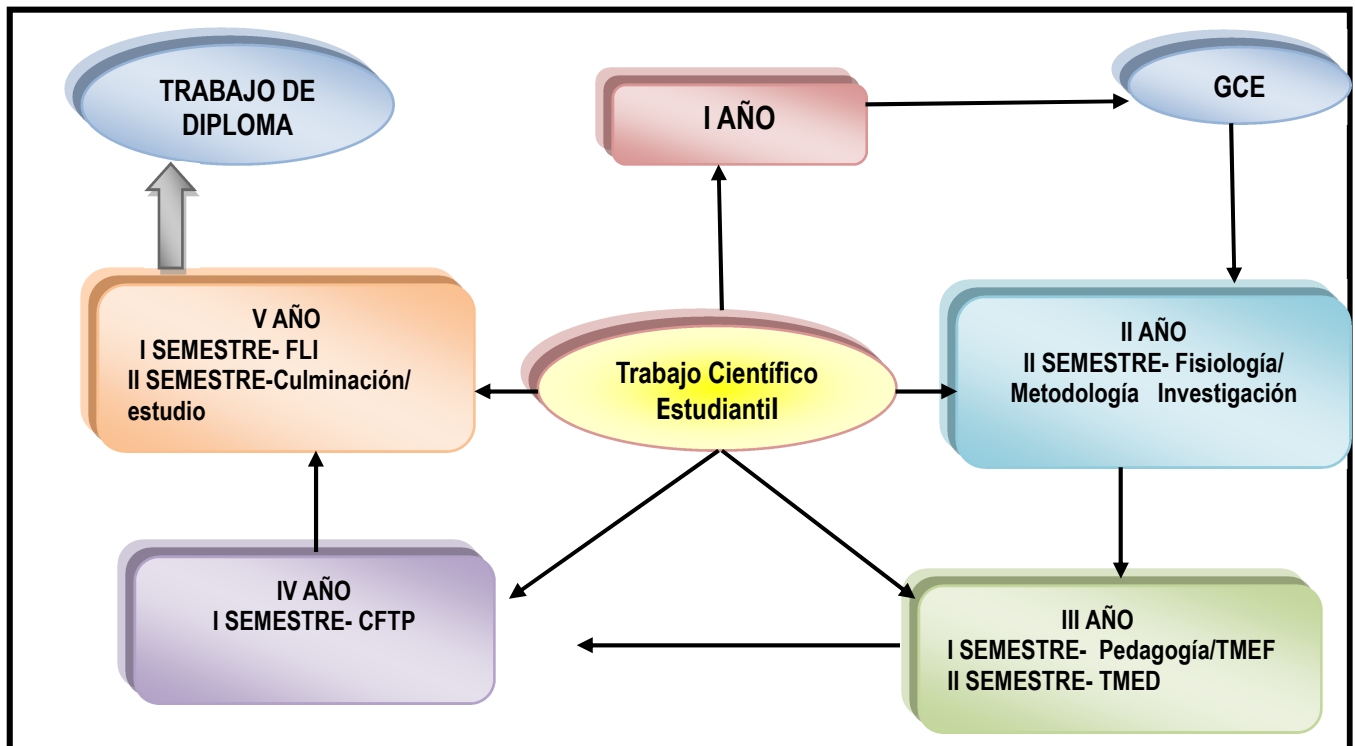 TRABAJO DE
DIPLOMA
I AÑO
GCE
V AÑO
I SEMESTRE- FLI
II SEMESTRE-Culminación/
estudio
Trabajo Científico
Estudiantil
II AÑO
II SEMESTRE- Fisiología/
Metodología Investigación
IV AÑO
I SEMESTRE- CFTP
III AÑO
I SEMESTRE- Pedagogía/TMEF
II SEMESTRE- TMED